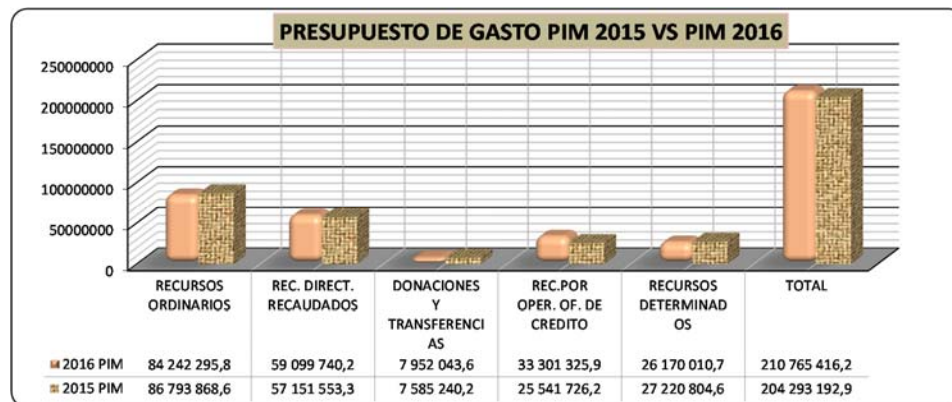 PRESUPUESTO DE GASTO PIM 2015 VS PIM 2016
250000000
200000000
150000000
100000000
50000000
0
RECURSOS ORDINARIOS
REC. DIRECT. RECAUDADOS
DONACIONES Y TRANSFERENCI AS
REC.POR OPER. OF. DE CREDITO
RECURSOS DETERMINAD OS
TOTAL
2016 PIM 84 242 295,8 59 099 740,2 7 952 043,6 33 301 325,9 26 170 010,7 210 765 416,2
2015 PIM 86 793 868,6 57 151 553,3 7 585 240,2 25 541 726,2 27 220 804,6 204 293 192,9